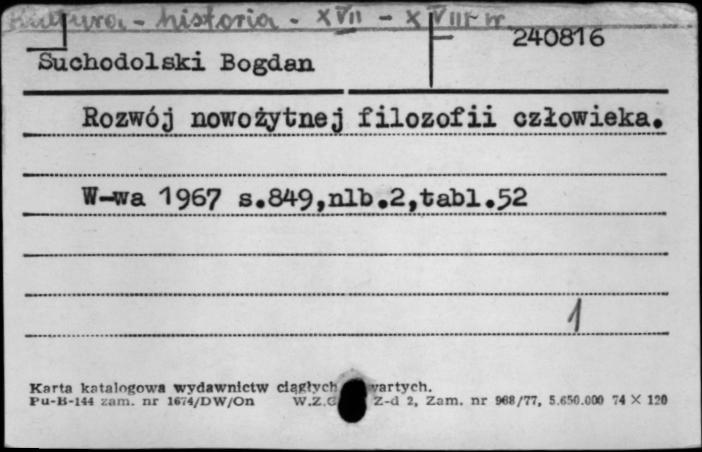 Kultura - historia - XVII - XVIII w
240816
Suchodolski Bogdan
Rozwój nowożytnej filozofii człowieka.
W-wa 1967 s.849,nlb.2,tabl.52
1
Karta katalogowa wydawnictw ciągłych wartych.
Pu-B-144 zam. nr 1674/DW/On W.Z.G Z-d 2, Zam. nr 968/77, 5.650.000 74 X 120